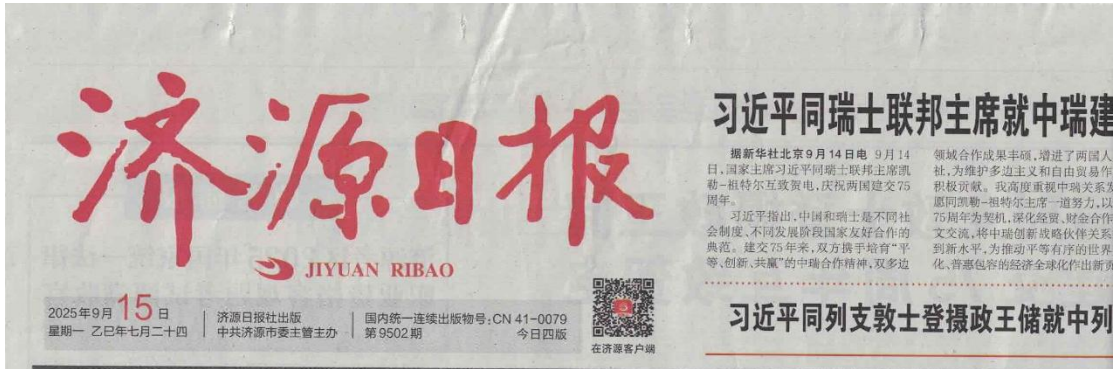 济源日报
JIYUAN RIBAO
2025年9月15日
星期一 乙巳年七月二十四
济源日报社出版
中共济源市委主管主办
国内统一连续出版物号:CN 41-0079
第9502期 今日四版
在济源客户端
习近平同瑞士联邦主席就中瑞建
据新华社北京9月14日电 9月14
日,国家主席习近平同瑞士联邦主席凯
勒-祖特尔互致贺电,庆祝两国建交75
周年。
习近平指出,中国和瑞士是不同社
会制度、不同发展阶段国家友好合作的
典范。建交75年来,双方携手培育“平
等、创新、共赢”的中瑞合作精神,双多边
领域合作成果丰硕,增进了两国人
祉,为维护多边主义和自由贸易作
积极贡献。我高度重视中瑞关系发
愿同凯勒-祖特尔主席一道努力,以
75周年为契机,深化经贸、财金合作
文交流,将中瑞创新战略伙伴关系
到新水平,为推动平等有序的世界
化、普惠包容的经济全球化作出新贡
习近平同列支敦士登摄政王储就中列